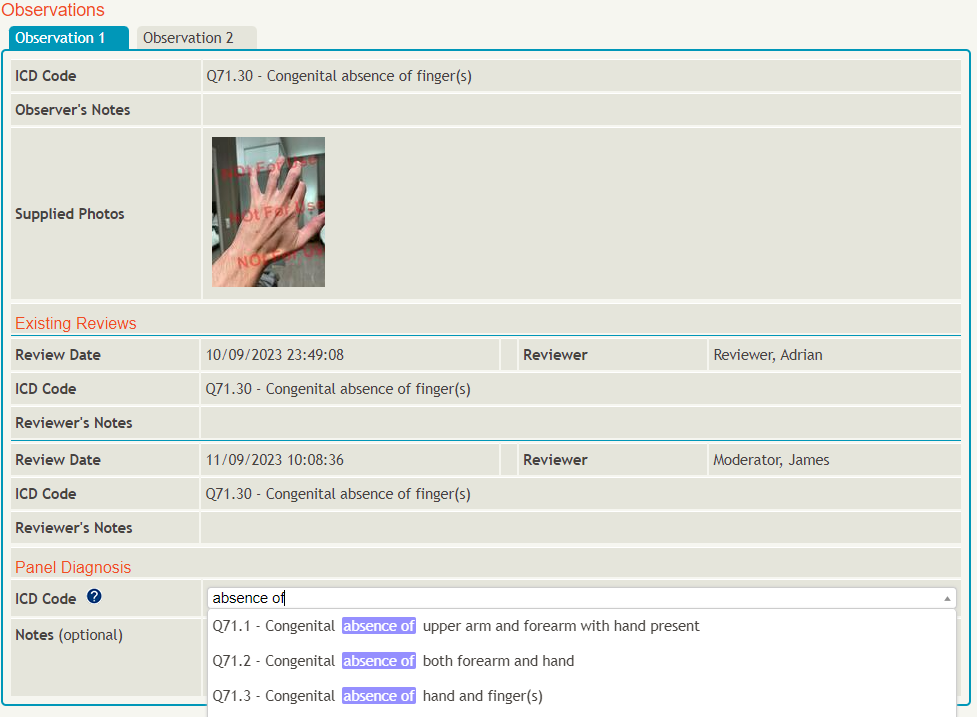 Observations
Observation 1 Observation 2
ICD Code Q71.30 - Congenital absence of finger(s)
Observer's Notes
Supplied Photos
NOt For Use
NOt For Use
NOt For Us
Existing Reviews
Review Date 10/09/2023 23:49:08 Reviewer Reviewer, Adrian
ICD Code Q71.30 - Congenital absence of finger(s)
Reviewer's Notes
Review Date 11/09/2023 10:08:36 Reviewer Moderator, James
ICD Code Q71.30 - Congenital absence of finger(s)
Reviewer's Notes
Panel Diagnosis
ICD Code ? absence of
Q71.1 - Congenital absence of upper arm and forearm with hand present
Notes (optional)
Q71.2 - Congenital absence of both forearm and hand
Q71.3 - Congenital absence of hand and finger(s)